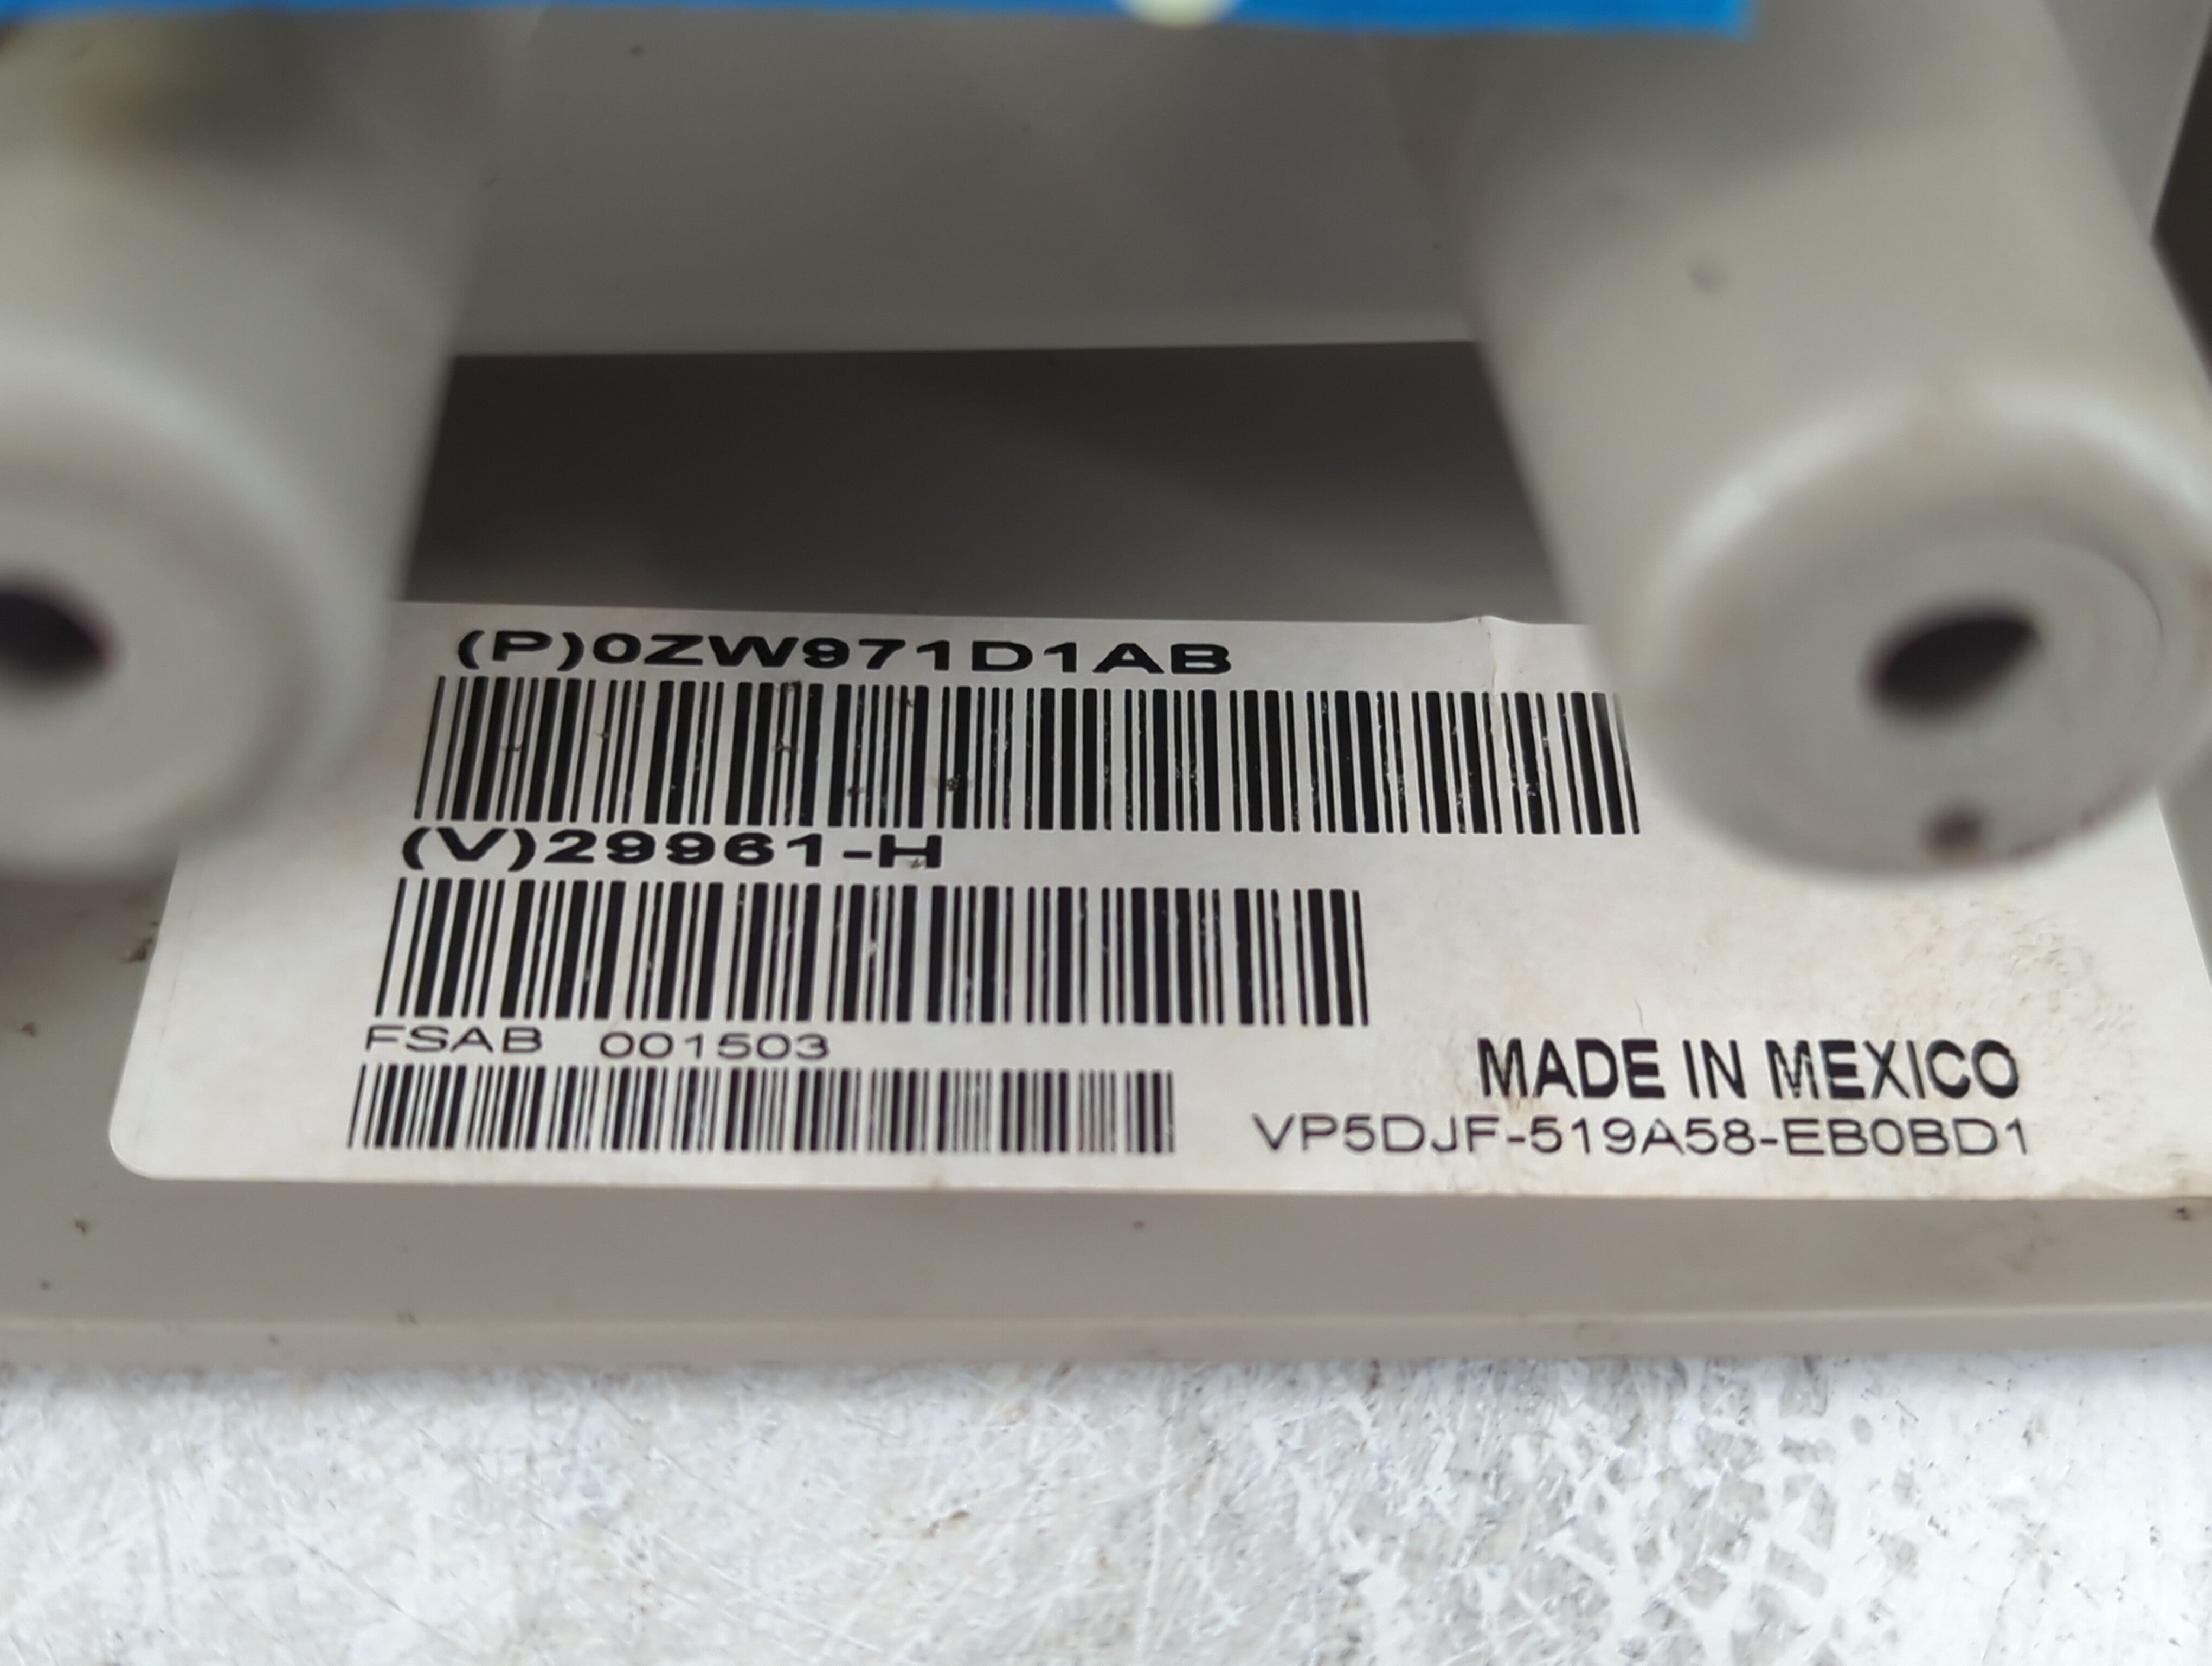 (P)0ZW971D1AB
(V)29961-H
FSAB 001503
MADE IN MEXICO
VP5DJF-519A58-EB0BD1